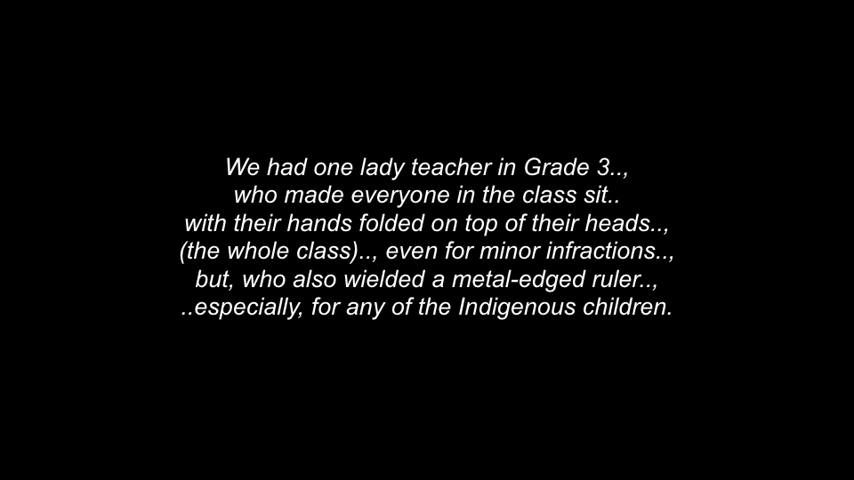 We had one lady teacher in Grade 3..,
who made everyone in the class sit..
with their hands folded on top of their heads..,
(the whole class).., even for minor infractions..,
but, who also wielded a metal-edged ruler..,
..especially, for any of the Indigenous children.